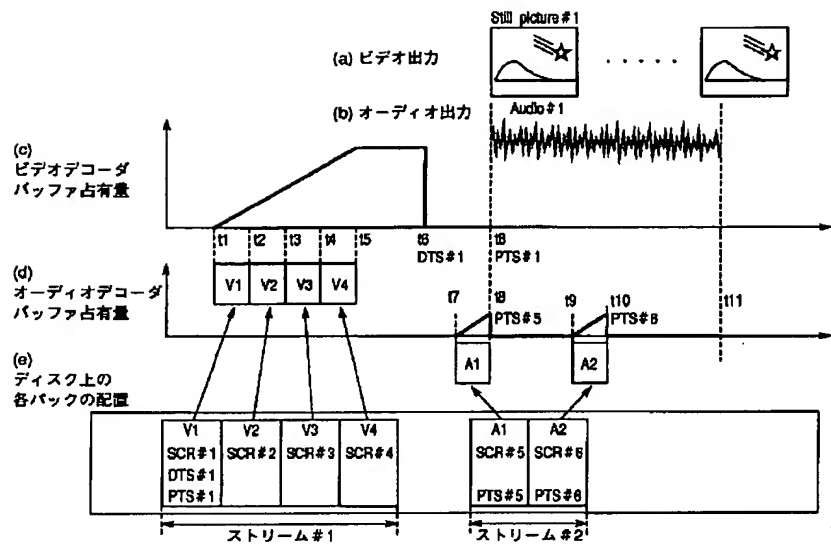 Still picture#1
(a) ビデオ出力
.....
(b) オーディオ出力
Audio#1
(c)
ビデオデコーダ
バッファ占有量
t1 t2 t3 t4 t5 t6 t8
DTS#1 PTS#1
(d)
オーディオデコーダ
バッファ占有量
V1 V2 V3 V4
t7 t8 t9 t10 t11
PTS#5 PTS#6
A1 A2
(e)
ディスク上の
各パックの配置
V1 V2 V3 V4 A1 A2
SCR#1 SCR#2 SCR#3 SCR#4 SCR#5 SCR#6
DTS#1
PTS#1 PTS#5 PTS#6
ストリーム#1 ストリーム#2